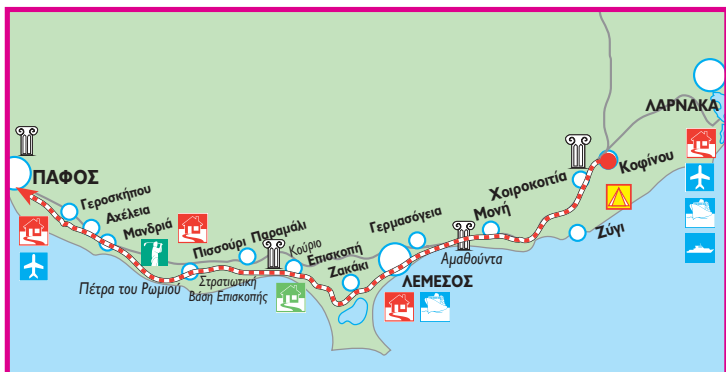 ΛΑΡΝΑΚΑ
Κοφίνου
Χοιροκοιτία
ΠΑΦΟΣ
Γεροσκήπου
Αχέλεια
Μανδριά
Γερμασόγεια
Μονή
Ζύγι
Πισσούρι
Παραμάλι
Κούριο
Επισκοπή
Ζακάκι
Αμαθούντα
ΛΕΜΕΣΟΣ
Πέτρα του Ρωμιού
Στρατιωτική
Βάση Επισκοπής